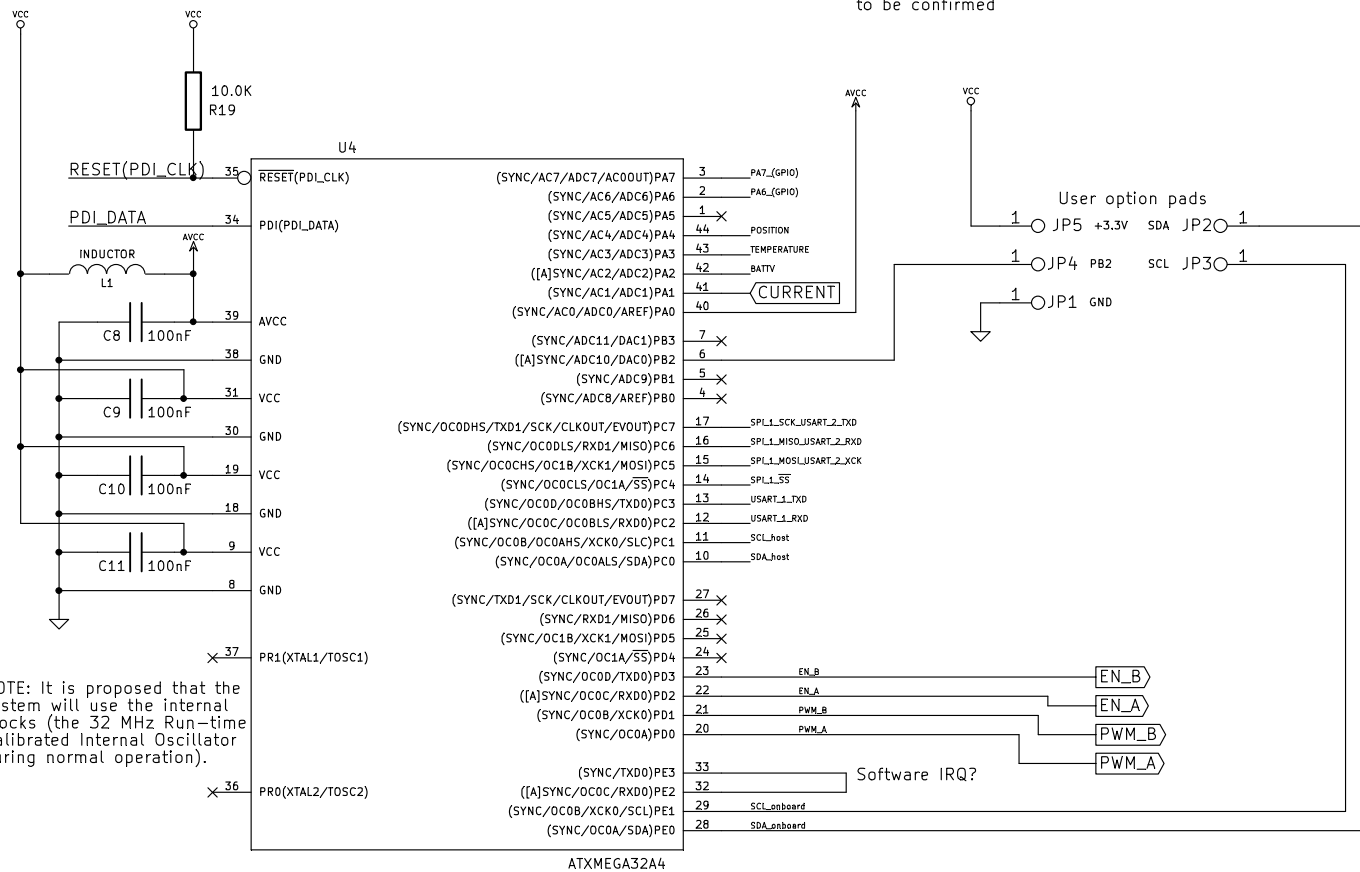 to be confirmed
VCC
VCC
10.0K
R19
AVCC
VCC
U4
RESET(PDI_CLK)
35
RESET(PDI_CLK)
PDI_DATA
34
PDI(PDI_DATA)
AVCC
INDUCTOR
L1
39
AVCC
C8
100nF
38
GND
31
VCC
C9
100nF
30
GND
19
VCC
C10
100nF
18
GND
9
VCC
C11
100nF
8
GND
37
PR1(XTAL1/TOSC1)
OTE: It is proposed that the
stem will use the internal
ocks (the 32 MHz Run-time
alibrated Internal Oscillator
uring normal operation).
36
PR0(XTAL2/TOSC2)
(SYNC/AC7/ADC7/AC0OUT)PA7
3
PA7_(GPIO)
(SYNC/AC6/ADC6)PA6
2
PA6_(GPIO)
(SYNC/AC5/ADC5)PA5
1
(SYNC/AC4/ADC4)PA4
44
POSITION
(SYNC/AC3/ADC3)PA3
43
TEMPERATURE
([A]SYNC/AC2/ADC2)PA2
42
BATTV
(SYNC/AC1/ADC1)PA1
41
CURRENT
(SYNC/AC0/ADC0/AREF)PA0
40
(SYNC/ADC11/DAC1)PB3
7
([A]SYNC/ADC10/DAC0)PB2
6
(SYNC/ADC9)PB1
5
(SYNC/ADC8/AREF)PB0
4
(SYNC/OC0DHS/TXD1/SCK/CLKOUT/EVOUT)PC7
17
SPI_1_SCK_USART_2_TXD
(SYNC/OC0DLS/RXD1/MISO)PC6
16
SPI_1_MISO_USART_2_RXD
(SYNC/OC0CHS/OC1B/XCK1/MOSI)PC5
15
SPI_1_MOSI_USART_2_XCK
(SYNC/OC0CLS/OC1A/SS)PC4
14
SPI_1_SS
(SYNC/OC0D/OC0BHS/TXD0)PC3
13
USART_1_TXD
([A]SYNC/OC0C/OC0BLS/RXD0)PC2
12
USART_1_RXD
(SYNC/OC0B/OC0AHS/XCK0/SLC)PC1
11
SCL_host
(SYNC/OC0A/OC0ALS/SDA)PC0
10
SDA_host
(SYNC/TXD1/SCK/CLKOUT/EVOUT)PD7
27
(SYNC/RXD1/MISO)PD6
26
(SYNC/OC1B/XCK1/MOSI)PD5
25
(SYNC/OC1A/SS)PD4
24
(SYNC/OC0D/TXD0)PD3
23
EN_B
EN_B
([A]SYNC/OC0C/RXD0)PD2
22
EN_A
EN_A
(SYNC/OC0B/XCK0)PD1
21
PWM_B
PWM_B
(SYNC/OC0A)PD0
20
PWM_A
PWM_A
(SYNC/TXD0)PE3
33
Software IRQ?
([A]SYNC/OC0C/RXD0)PE2
32
(SYNC/OC0B/XCK0/SCL)PE1
29
SCL_onboard
(SYNC/OC0A/SDA)PE0
28
SDA_onboard
ATXMEGA32A4
User option pads
1
JP5
+3.3V
SDA
JP2
1
1
JP4
PB2
SCL
JP3
1
1
JP1
GND